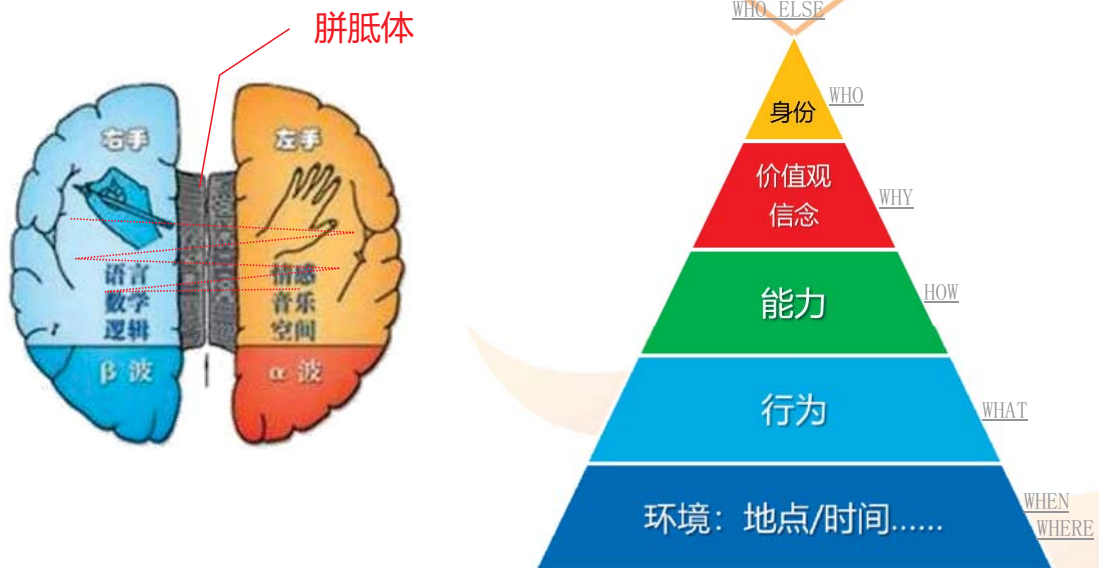 胼胝体
右手
语言
数学
逻辑
β 波
左手
情感
音乐
空间
α 波
WHO ELSE
身份
WHO
价值观
信念
WHY
能力
HOW
行为
WHAT
环境：地点/时间……
WHEN
WHERE